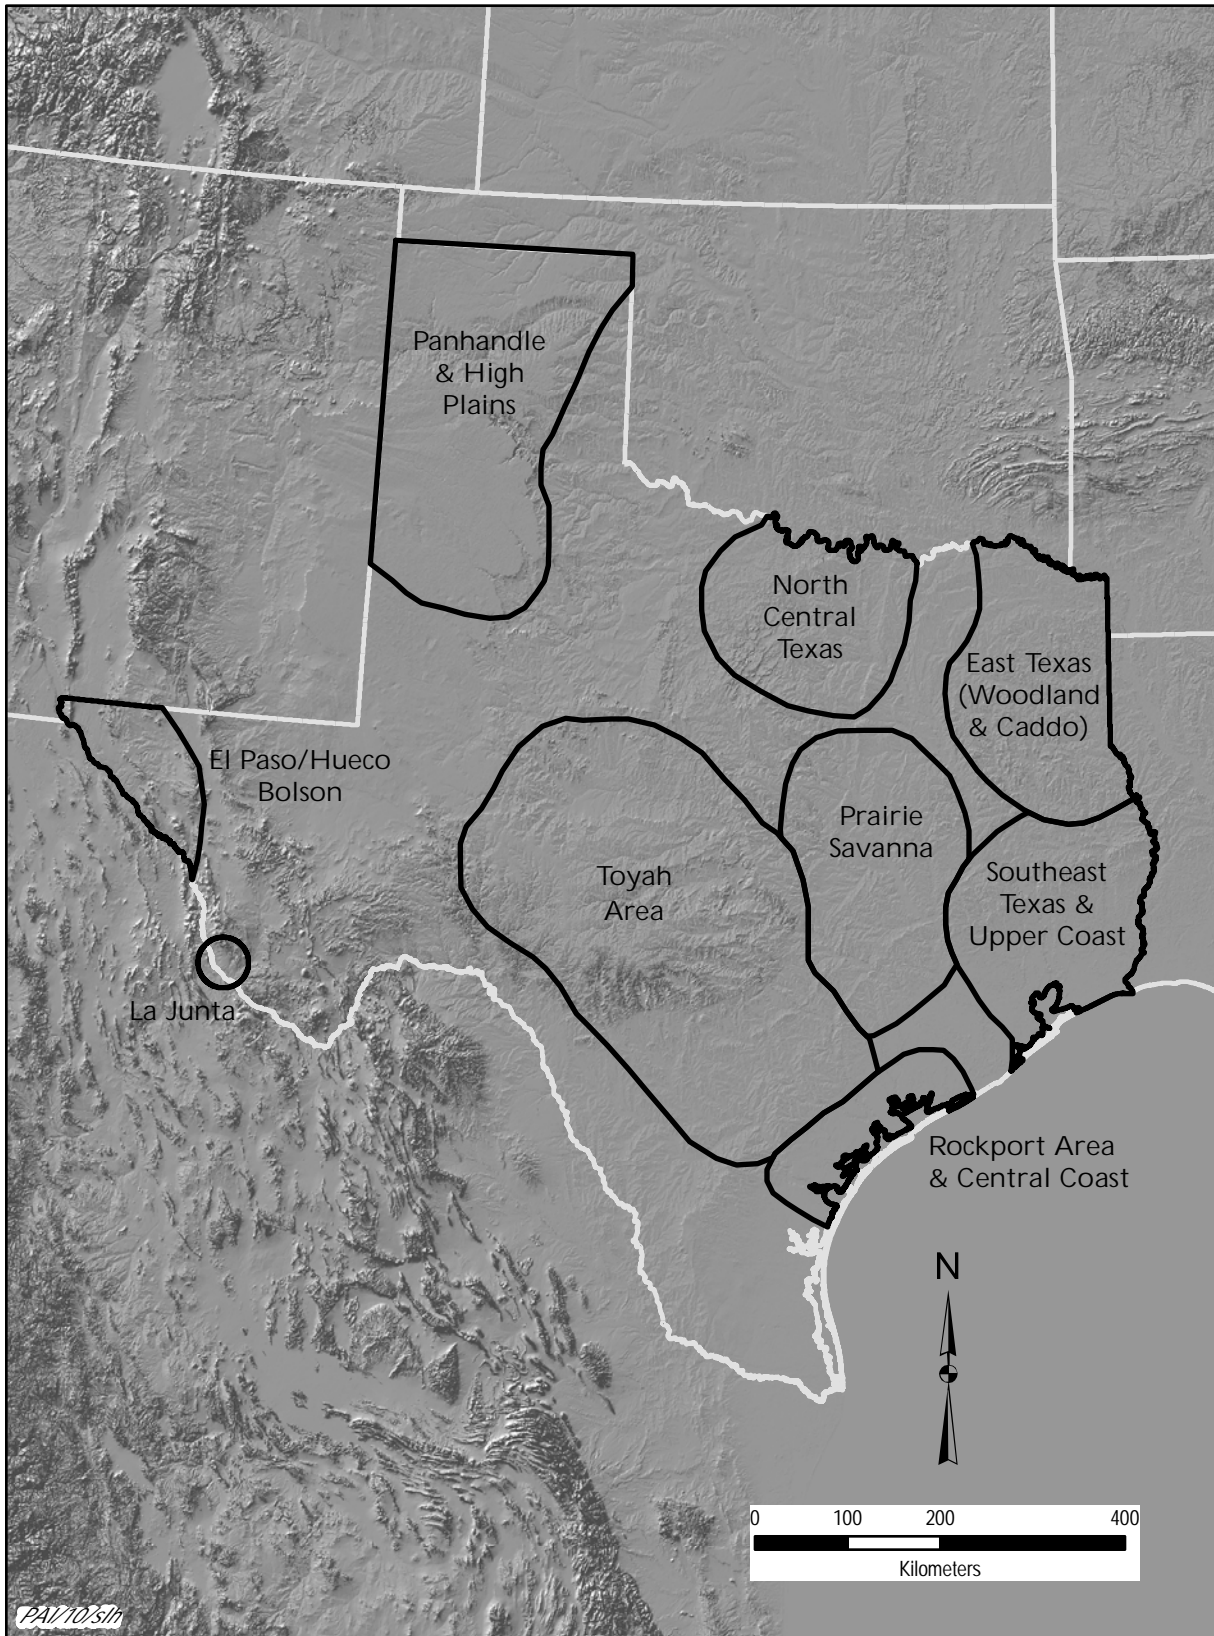 Panhandle
& High
Plains
North
Central
Texas
East Texas
(Woodland
& Caddo)
El Paso/Hueco
Bolson
Prairie
Savanna
Toyah
Area
Southeast
Texas &
Upper Coast
La Junta
Rockport Area
& Central Coast
N
0 100 200 400
Kilometers
PAI/10/slh